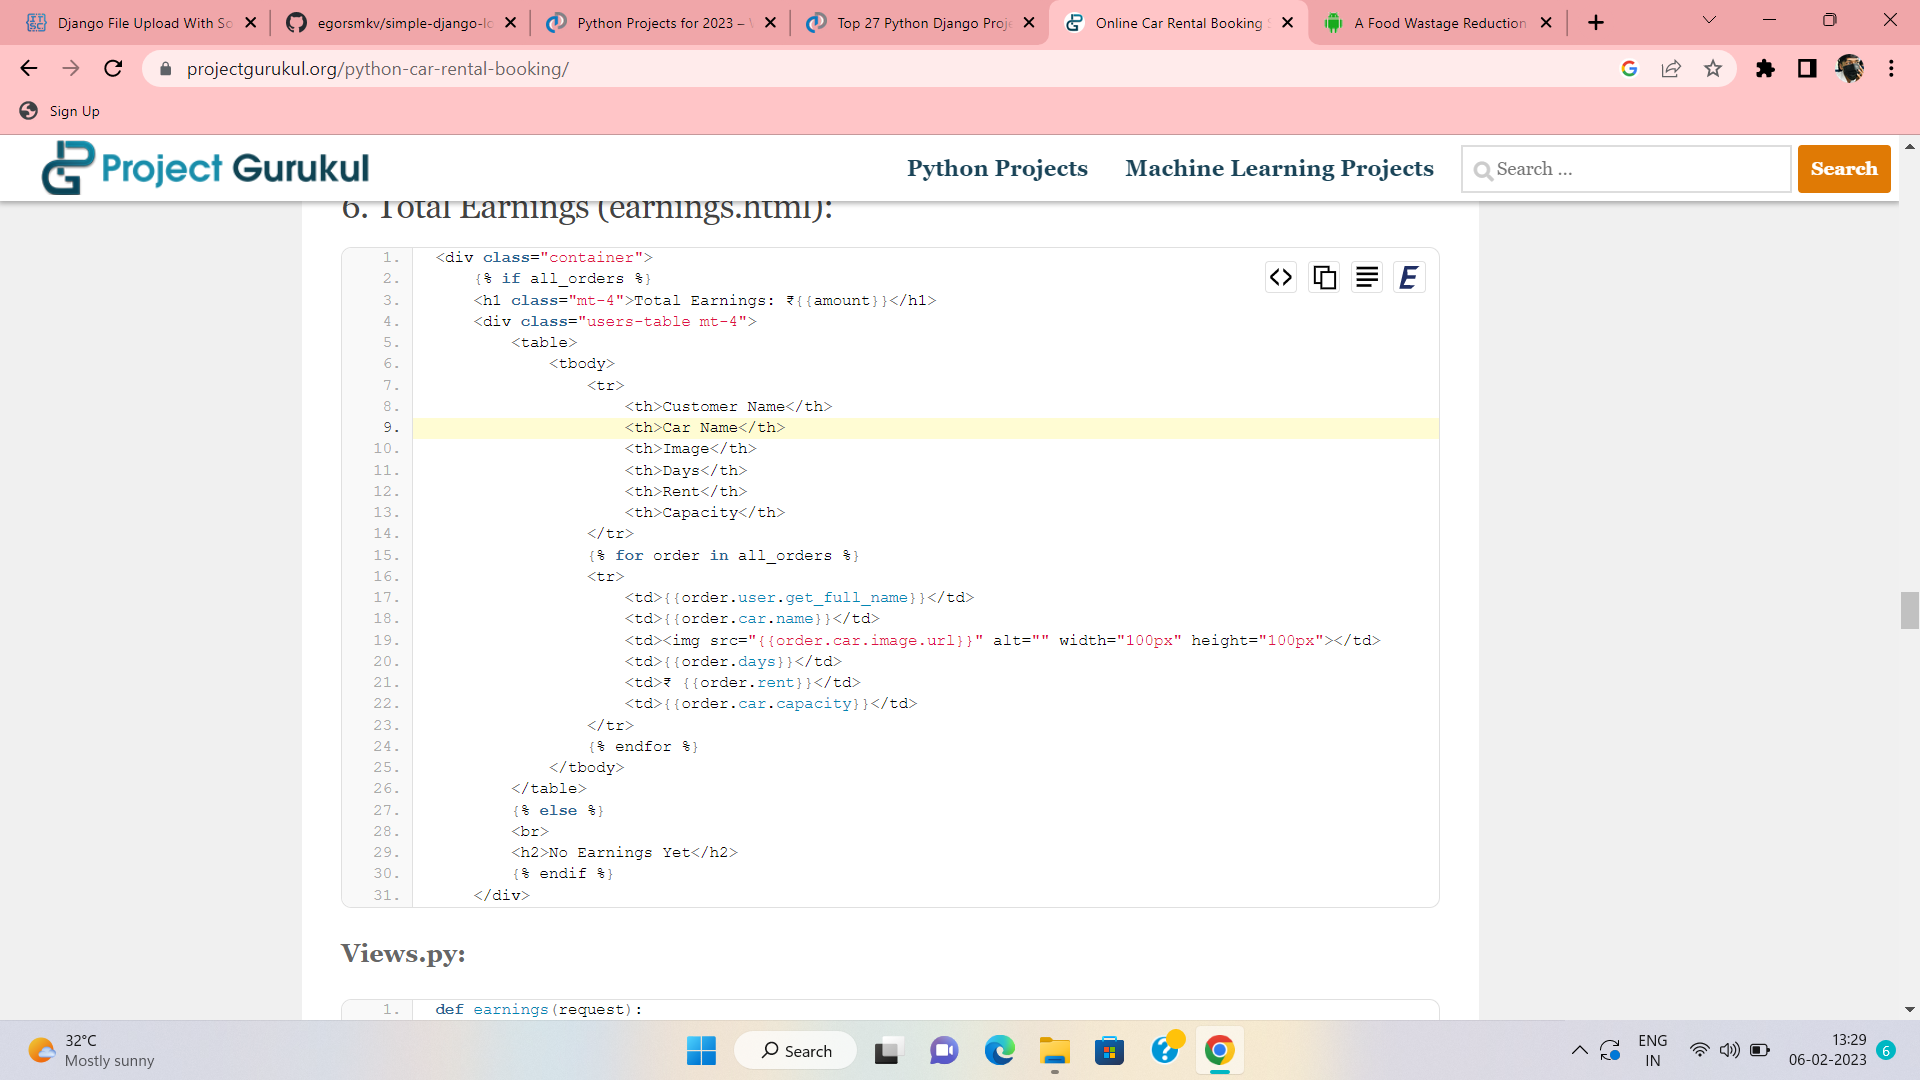 Django File Upload With So
egorsmkv/simple-django-lo
Python Projects for 2023 –
Top 27 Python Django Proje
Online Car Rental Booking
A Food Wastage Reduction
projectgurukul.org/python-car-rental-booking/
Sign Up
Project Gurukul
Python Projects
Machine Learning Projects
Search ...
Search
6. Total Earnings (earnings.html):
1. <div class="container">
2. {% if all_orders %}
3. <h1 class="mt-4">Total Earnings: ₹{{amount}}</h1>
4. <div class="users-table mt-4">
5. <table>
6. <tbody>
7. <tr>
8. <th>Customer Name</th>
9. <th>Car Name</th>
10. <th>Image</th>
11. <th>Days</th>
12. <th>Rent</th>
13. <th>Capacity</th>
14. </tr>
15. {% for order in all_orders %}
16. <tr>
17. <td>{{order.user.get_full_name}}</td>
18. <td>{{order.car.name}}</td>
19. <td><img src="{{order.car.image.url}}" alt="" width="100px" height="100px"></td>
20. <td>{{order.days}}</td>
21. <td>₹ {{order.rent}}</td>
22. <td>{{order.car.capacity}}</td>
23. </tr>
24. {% endfor %}
25. </tbody>
26. </table>
27. {% else %}
28. <br>
29. <h2>No Earnings Yet</h2>
30. {% endif %}
31. </div>
Views.py:
1. def earnings(request):
32°C
Mostly sunny
Search
ENG
IN
13:29
06-02-2023
6